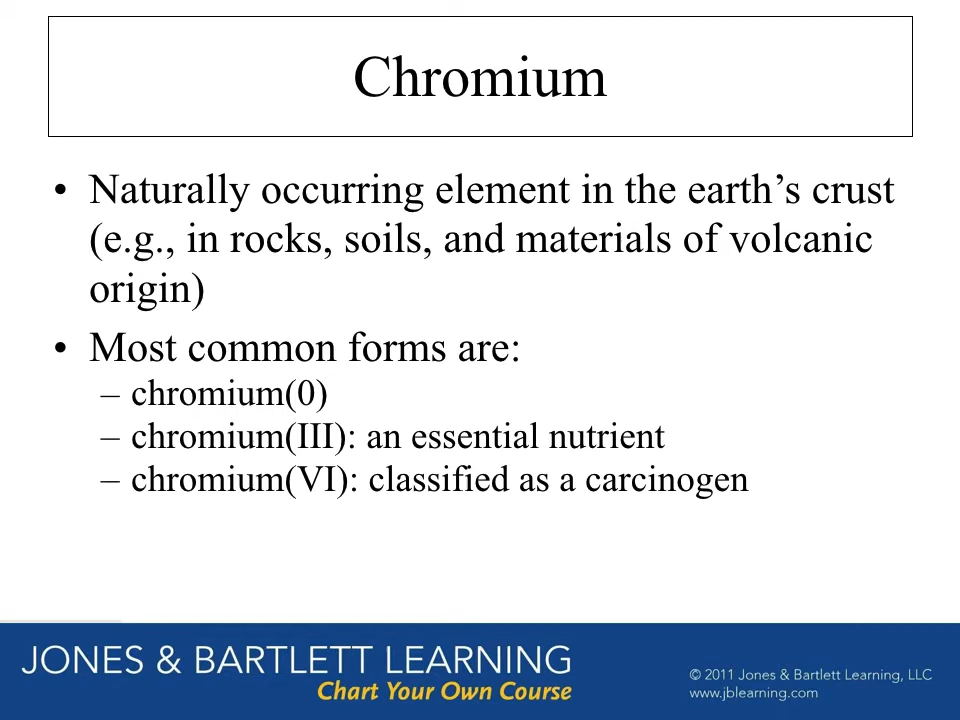 Chromium
• Naturally occurring element in the earth’s crust
(e.g., in rocks, soils, and materials of volcanic
origin)
• Most common forms are:
– chromium(0)
– chromium(III): an essential nutrient
– chromium(VI): classified as a carcinogen
JONES & BARTLETT LEARNING
Chart Your Own Course
© 2011 Jones & Bartlett Learning, LLC
www.jblearning.com